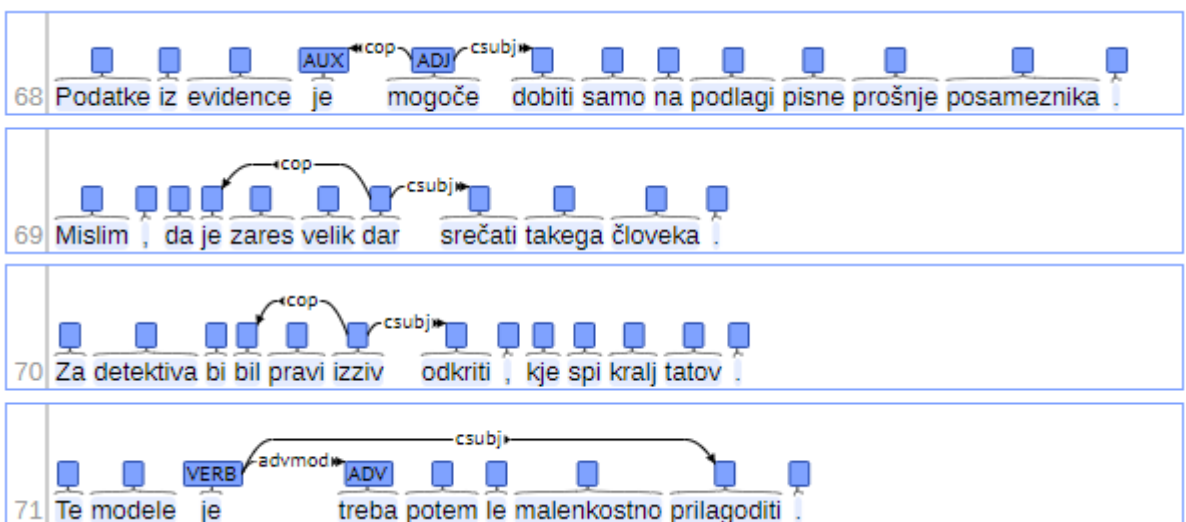 cop csubj
AUX ADJ
68 Podatke iz evidence je mogoče dobiti samo na podlagi pisne prošnje posameznika .
cop
csubj
69 Mislim , da je zares velik dar srečati takega človeka .
cop
csubj
70 Za detektiva bi bil pravi izziv odkriti , kje spi kralj tatov .
csubj
advmod
VERB ADV
71 Te modele je treba potem le malenkostno prilagoditi .